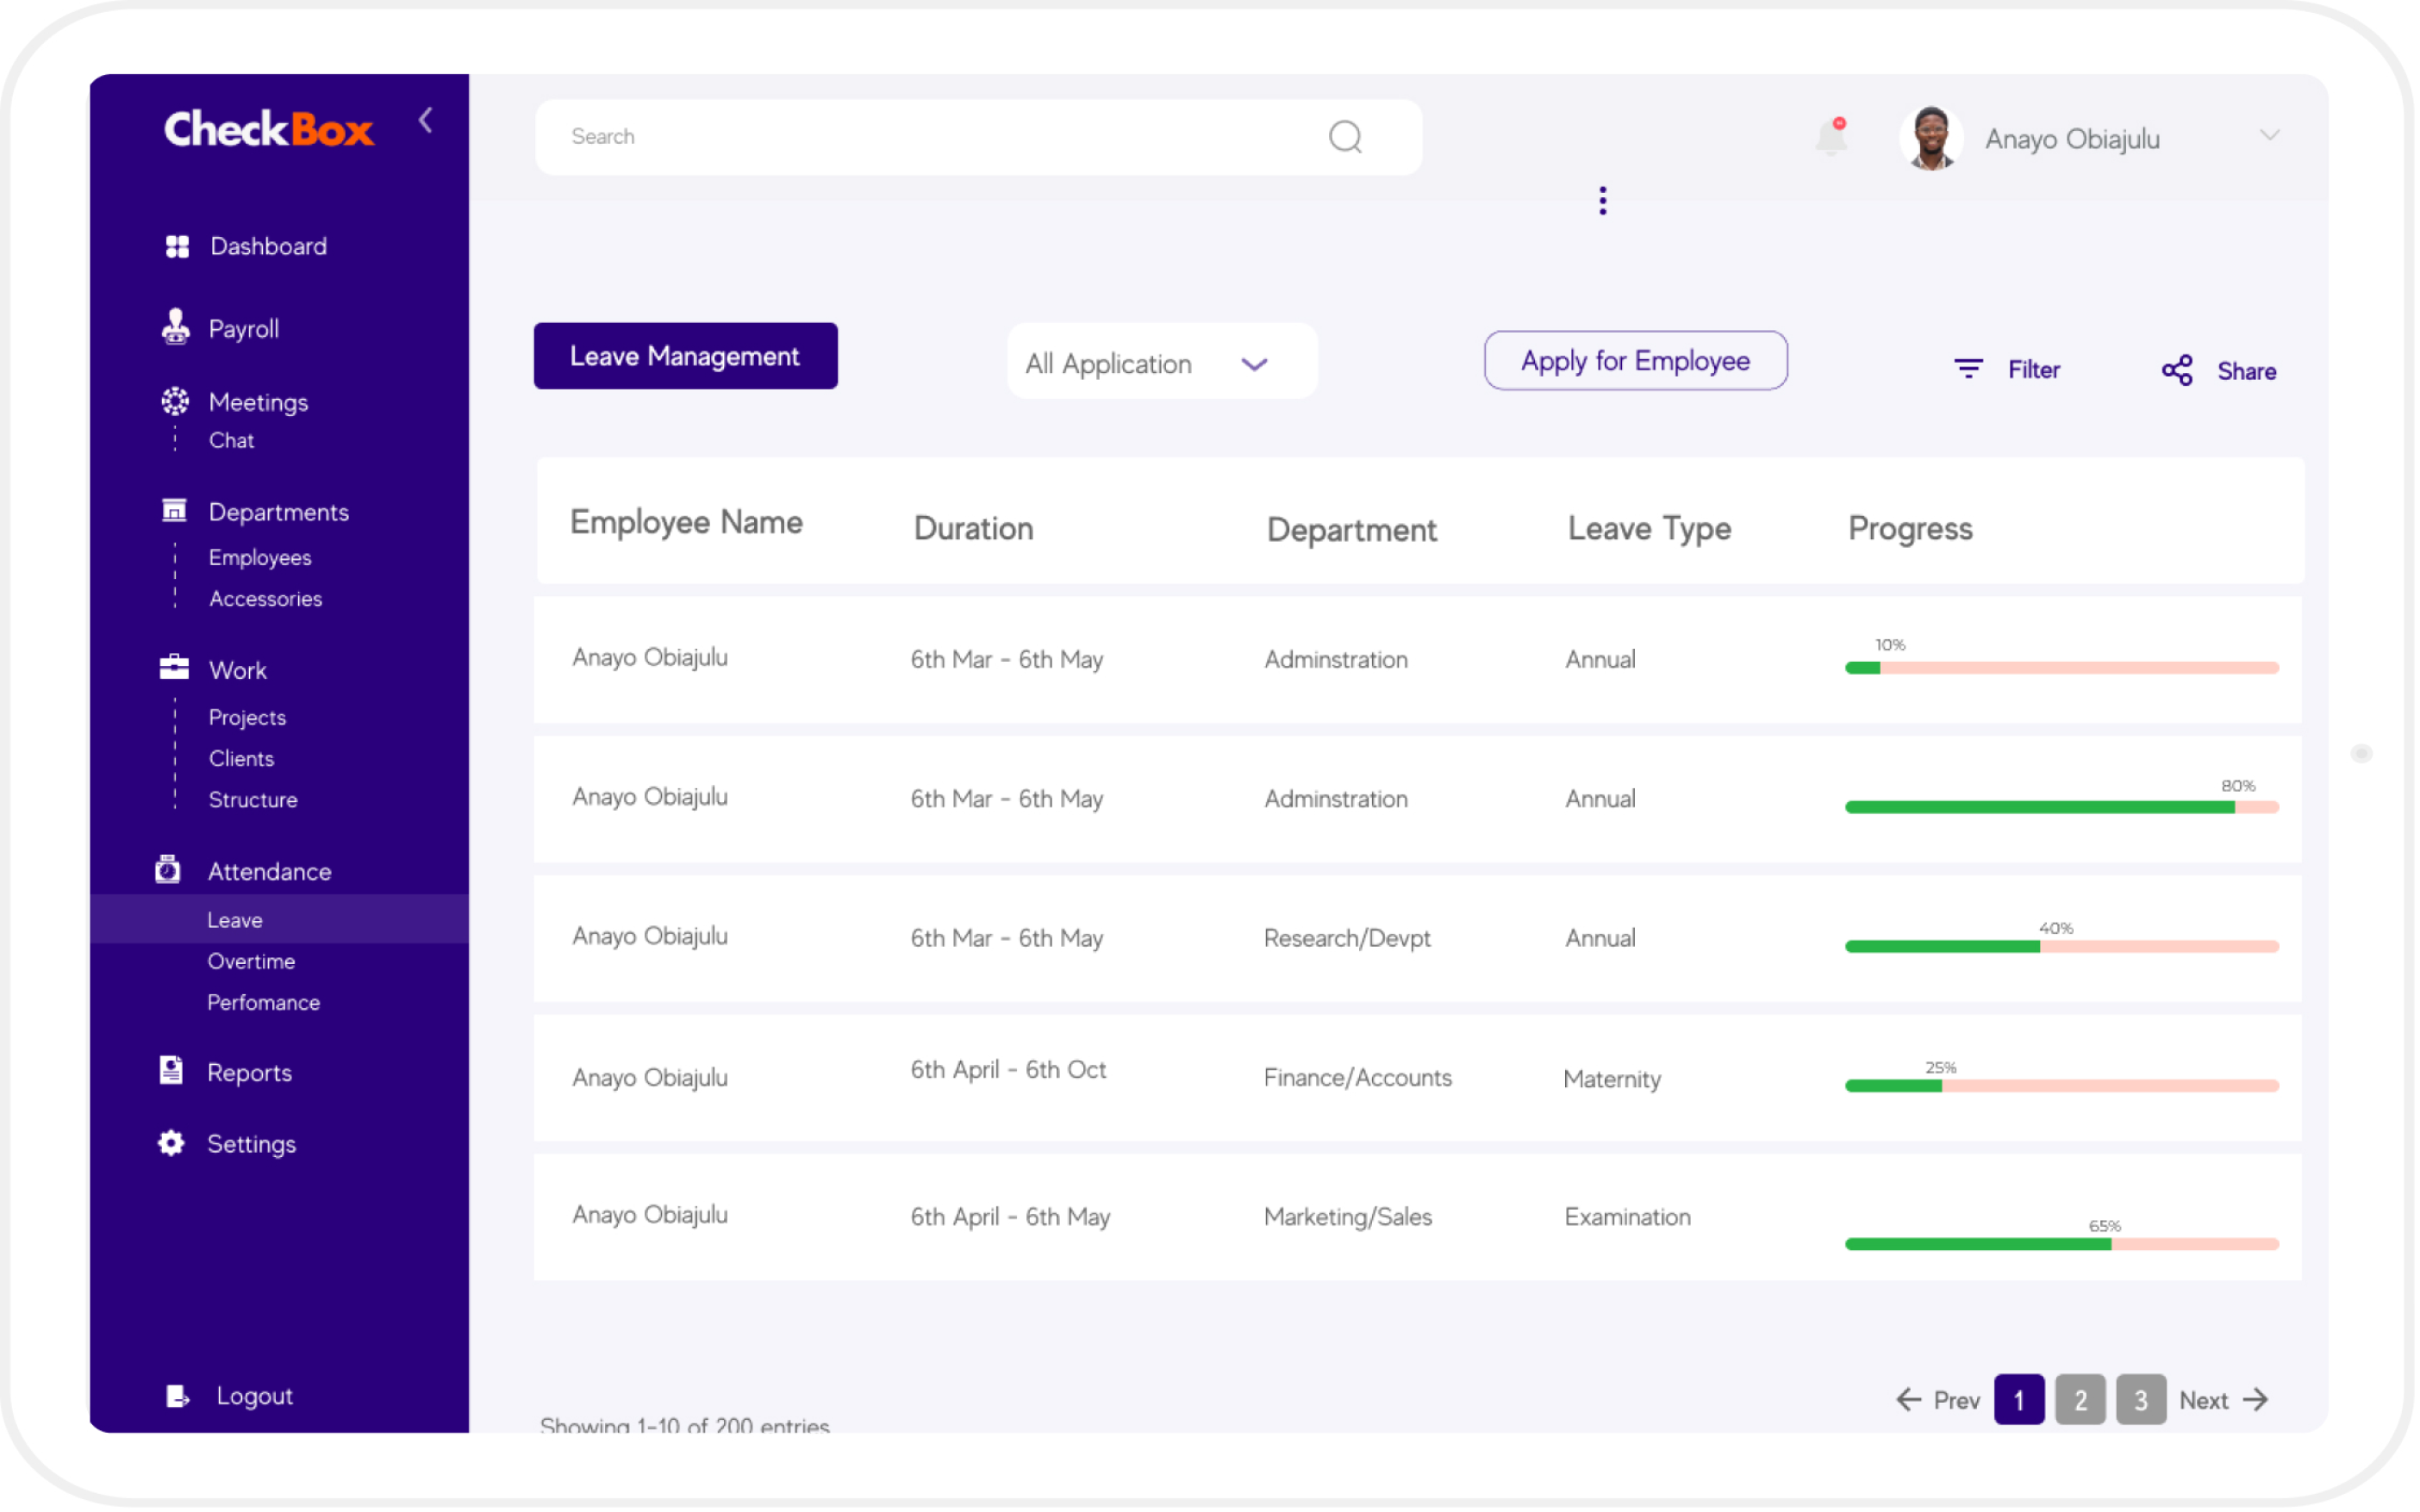 CheckBox
Dashboard
Payroll
Meetings
Chat
Departments
Employees
Accessories
Work
Projects
Clients
Structure
Attendance
Leave
Overtime
Perfomance
Reports
Settings
Logout
Search
Anayo Obiajulu
Leave Management
All Application
Apply for Employee
Filter
Share
Employee Name Duration Department Leave Type Progress
Anayo Obiajulu 6th Mar - 6th May Adminstration Annual 10%
Anayo Obiajulu 6th Mar - 6th May Adminstration Annual 80%
Anayo Obiajulu 6th Mar - 6th May Research/Devpt Annual 40%
Anayo Obiajulu 6th April - 6th Oct Finance/Accounts Maternity 25%
Anayo Obiajulu 6th April - 6th May Marketing/Sales Examination 65%
Showing 1-10 of 200 entries
Prev 1 2 3 Next